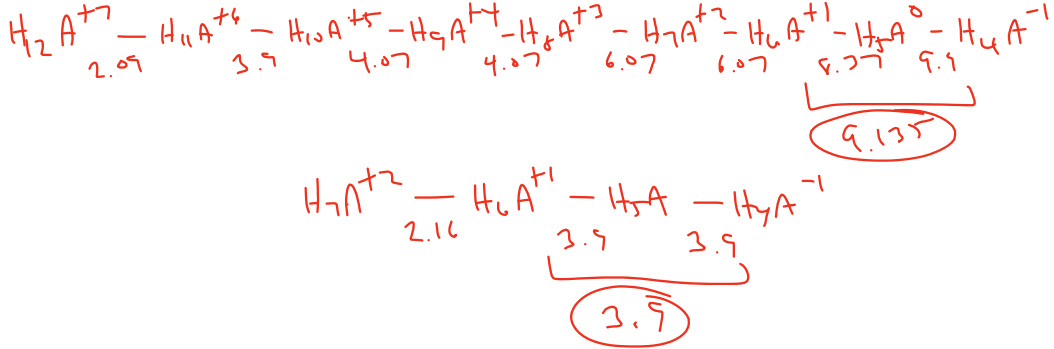 H₁₂A⁺⁷ — H₁₁A⁺⁶ — H₁₀A⁺⁵ — H₉A⁺⁴ — H₈A⁺³ — H₇A⁺² — H₆A⁺¹ — H₅A⁰ — H₄A⁻¹
2.09 3.9 4.07 4.07 6.07 6.07 8.37 9.9
9.135
H₇A⁺² — H₆A⁺¹ — H₅A — H₄A⁻¹
2.16 3.9 3.9
3.9